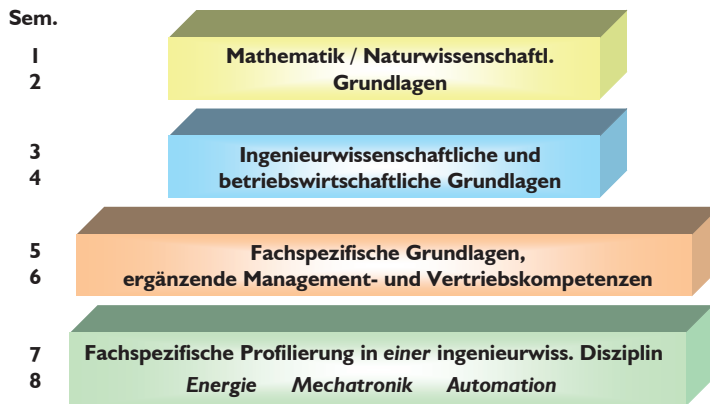 Sem.
1 Mathematik / Naturwissenschaftl.
2 Grundlagen
3 Ingenieurwissenschaftliche und
4 betriebswirtschaftliche Grundlagen
5 Fachspezifische Grundlagen,
6 ergänzende Management- und Vertriebskompetenzen
7 Fachspezifische Profilierung in einer ingenieurwiss. Disziplin
8 Energie Mechatronik Automation